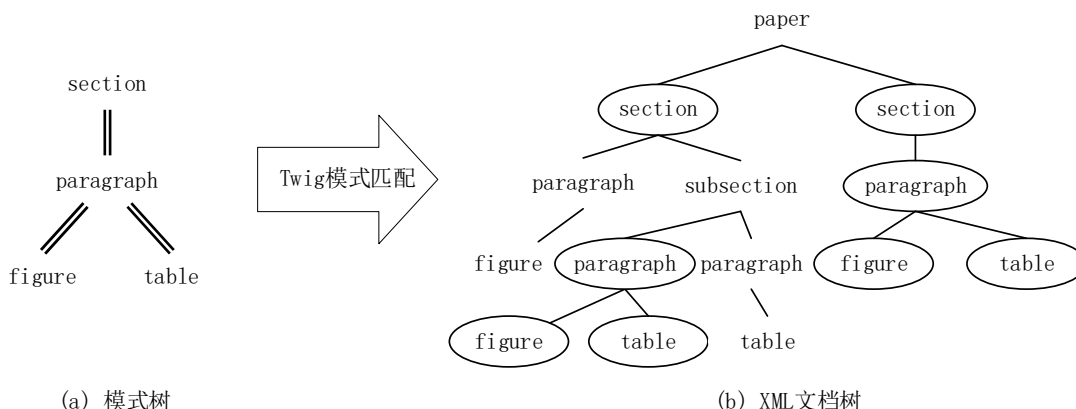 paper
section
section
section
paragraph
Twig模式匹配
paragraph
subsection
paragraph
figure
table
figure
paragraph
paragraph
figure
table
figure
table
table
(a) 模式树
(b) XML文档树